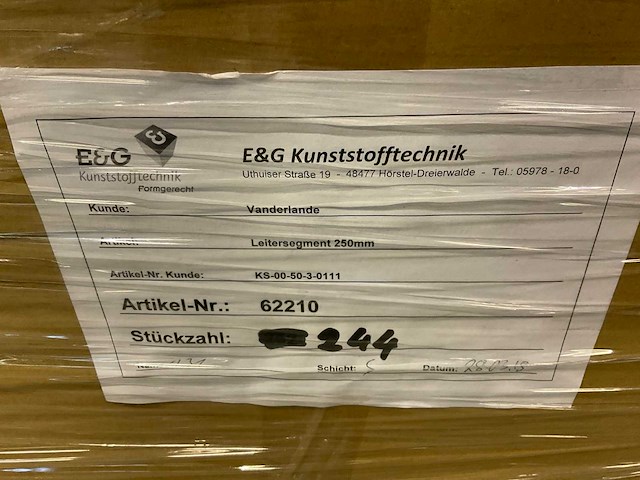 E&G
Kunststofftechnik
Formgerecht
E&G Kunststofftechnik
Uthuiser Straße 19 - 48477 Hörstel-Dreierwalde - Tel.: 05978 - 18-0
Kunde: Vanderlande
Artikel: Leitersegment 250mm
Artikel-Nr. Kunde: KS-00-50-3-0111
Artikel-Nr.: 62210
Stückzahl: 244
Schicht: Datum: